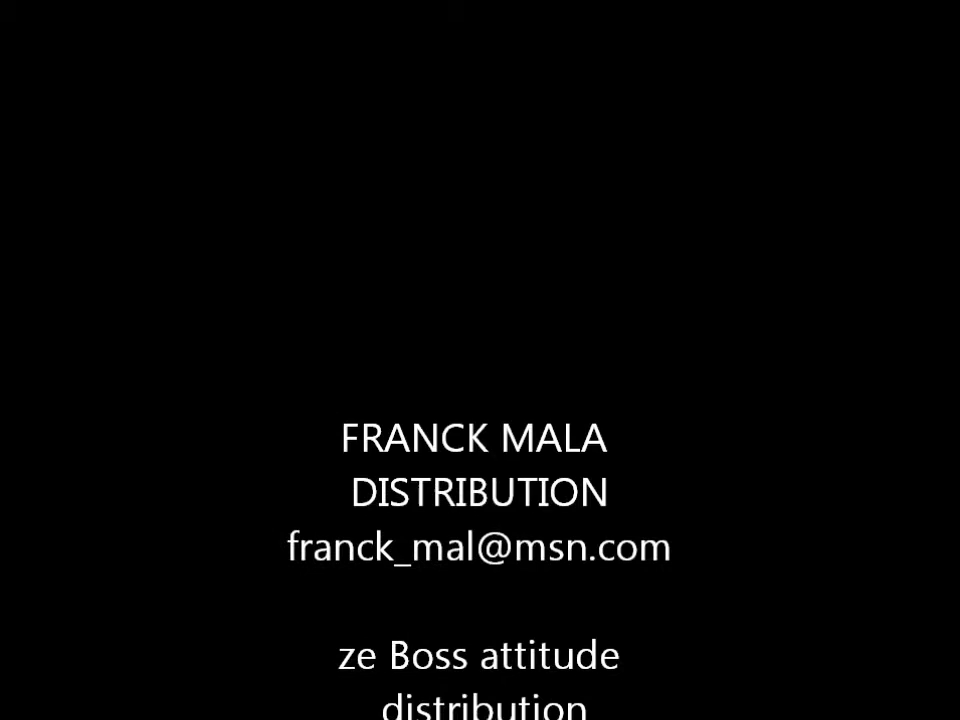 FRANCK MALA
DISTRIBUTION
franck_mal@msn.com
ze Boss attitude
distribution